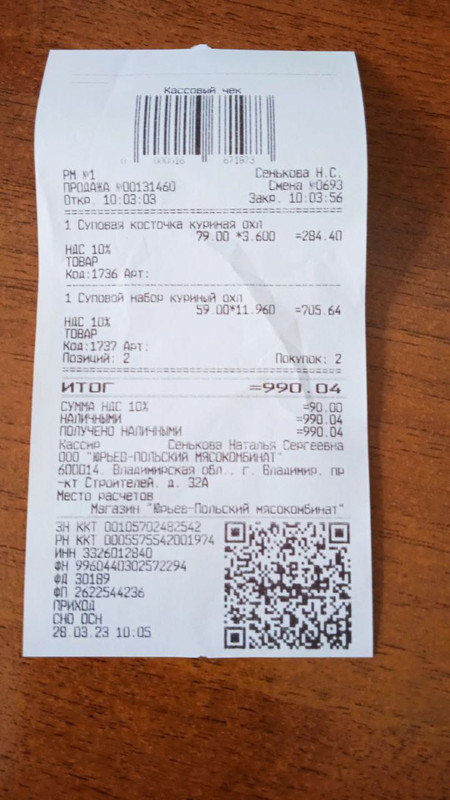 Кассовый чек
000016 671973
РМ №1 Сенькова Н.С.
ПРОДАЖА №00131460 Смена №0693
Откр. 10:03:03 Закр. 10:03:56
1 Суповая косточка куриная охл
79.00 *3.600 =284.40
НДС 10%
ТОВАР
Код:1736 Арт:
1 Суповой набор куриный охл
59.00*11.960 =705.64
НДС 10%
ТОВАР
Код:1737 Арт:
Позиций: 2 Покупок: 2
ИТОГ =990.04
СУММА НДС 10% =90.00
НАЛИЧНЫМИ =990.04
ПОЛУЧЕНО НАЛИЧНЫМИ =990.04
Кассир Сенькова Наталья Сергеевна
ООО "ЮРЬЕВ-ПОЛЬСКИЙ МЯСОКОМБИНАТ"
600014, Владимирская обл., г. Владимир, пр
-кт Строителей, д. 32А
Место расчетов
Магазин "Юрьев-Польский мясокомбинат"
ЗН ККТ 00105702482542
РН ККТ 0005575542001974
ИНН 3326012840
ФН 9960440302572294
ФД 30189
ФП 2622544236
ПРИХОД
СНО ОСН
28.03.23 10:05